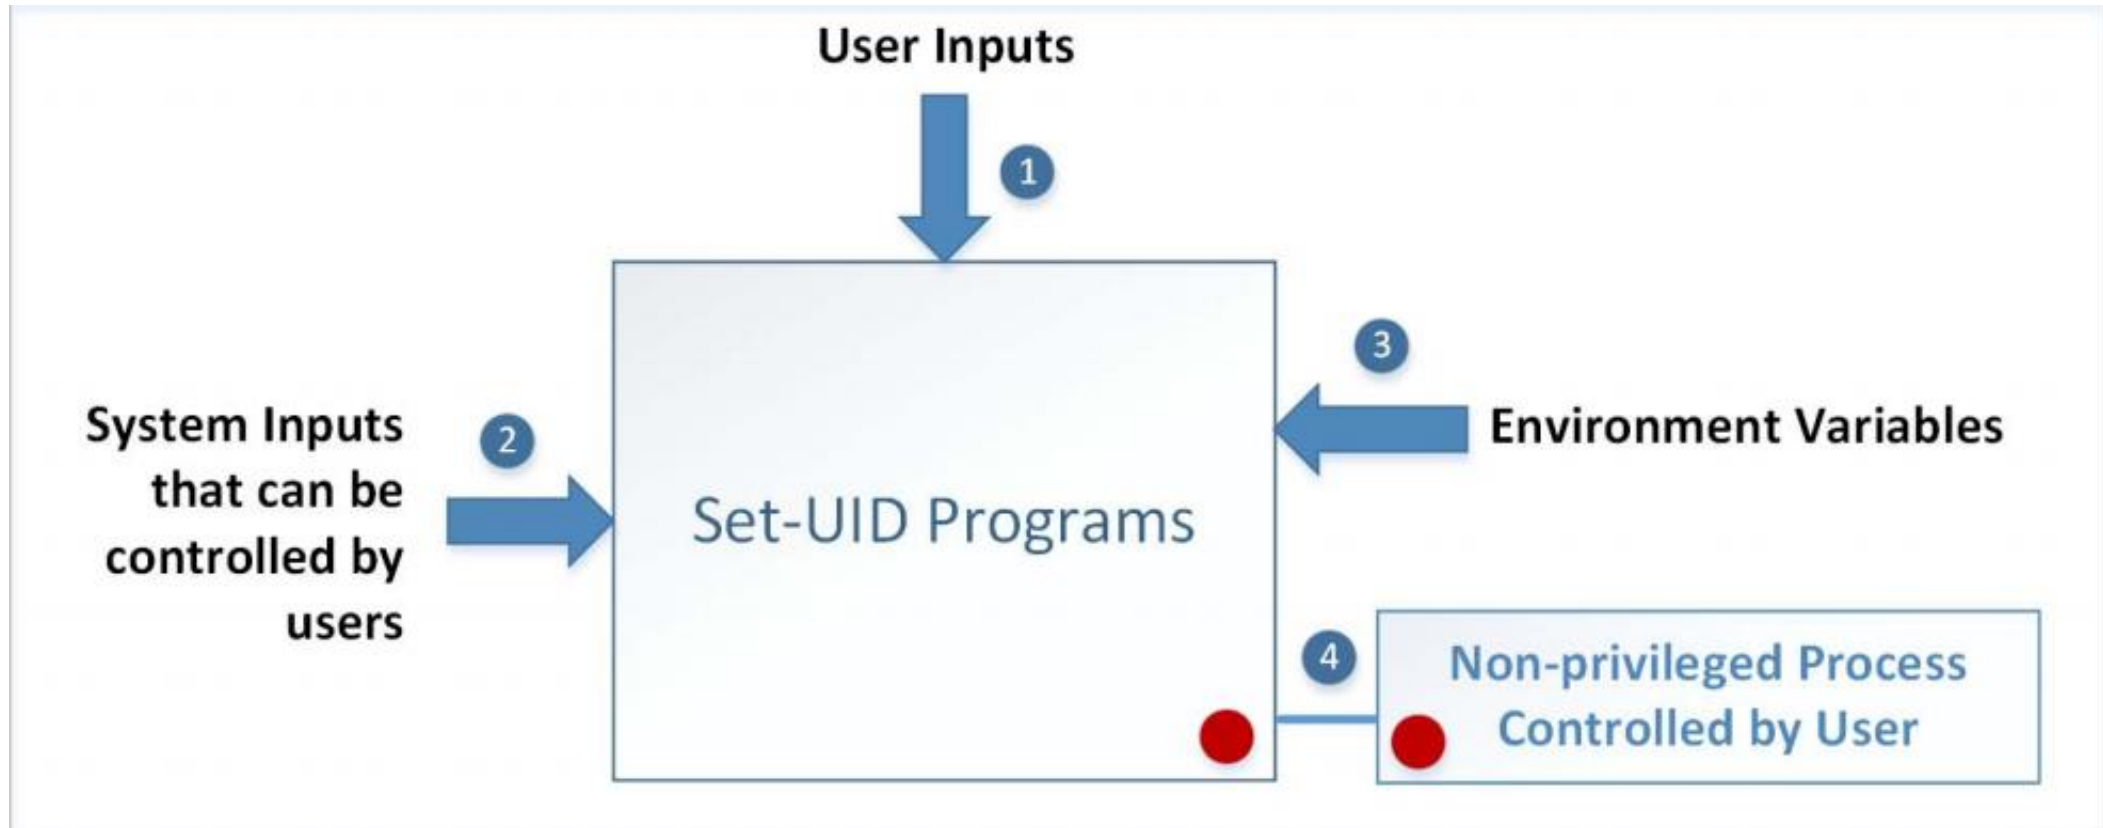 User Inputs
1
3
System Inputs
that can be
controlled by
users
2
Environment Variables
Set-UID Programs
4
Non-privileged Process
Controlled by User